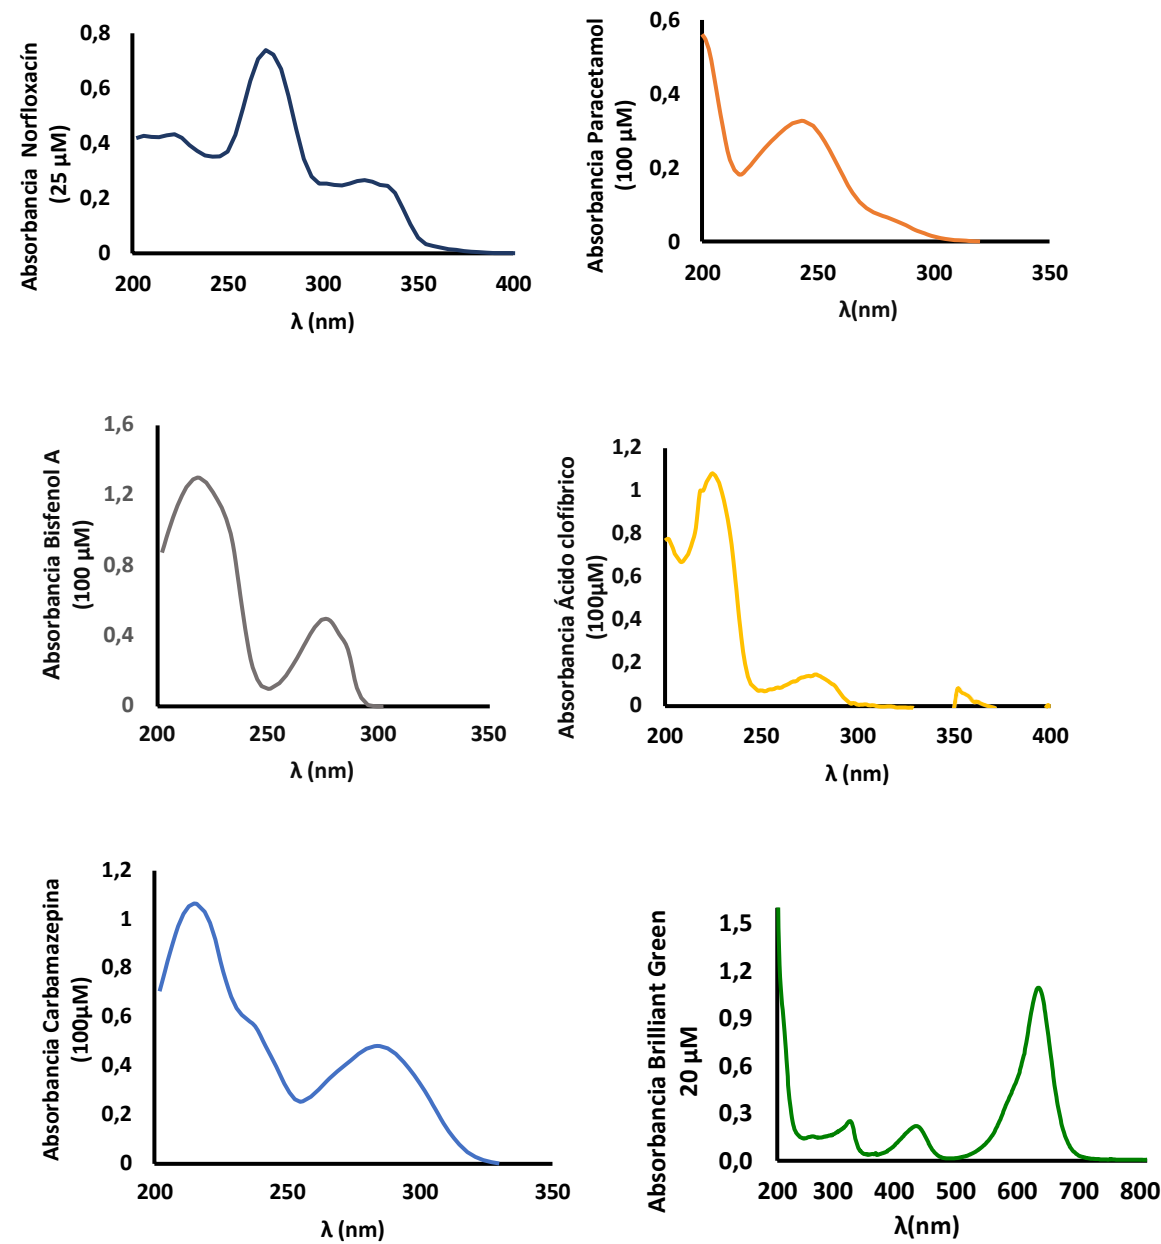 Absorbancia Norfloxacín
(25 µM)
0,8
0,6
0,4
0,2
0
200 250 300 350 400
λ (nm)
Absorbancia Paracetamol
(100 µM)
0,6
0,4
0,2
0
200 250 300 350
λ(nm)
Absorbancia Bisfenol A
(100 µM)
1,6
1,2
0,8
0,4
0
200 250 300 350
λ (nm)
Absorbancia Ácido clofíbrico
(100µM)
1,2
1
0,8
0,6
0,4
0,2
0
200 250 300 350 400
λ (nm)
Absorbancia Carbamazepina
(100µM)
1,2
1
0,8
0,6
0,4
0,2
0
200 250 300 350
λ (nm)
Absorbancia Brilliant Green
20 µM
1,5
1,2
0,9
0,6
0,3
0,0
200 300 400 500 600 700 800
λ(nm)